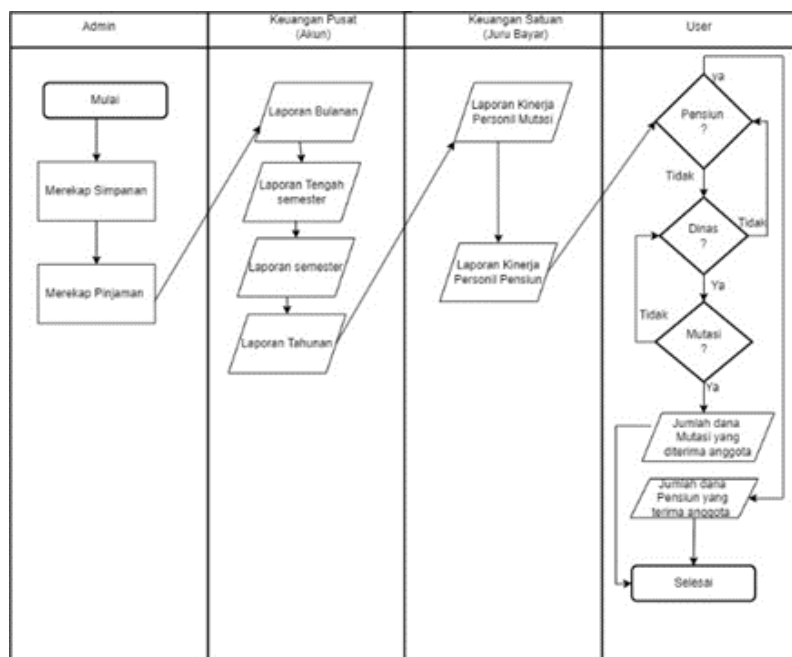 Admin
Keuangan Pusat
(Akun)
Keuangan Satuan
(Juru Bayar)
User
Mulai
Merekap Simpanan
Merekap Pinjaman
Laporan Bulanan
Laporan Tengah
semester
Laporan semester
Laporan Tahunan
Laporan Kinerja
Personil Mutasi
Laporan Kinerja
Personil Pensiun
ya
Pensiun
?
Tidak
Dinas
?
Tidak
Ya
Tidak
Mutasi
?
Ya
Jumlah dana
Mutasi yang
diterima anggota
Jumlah dana
Pensiun yang
terima anggota
Selesai